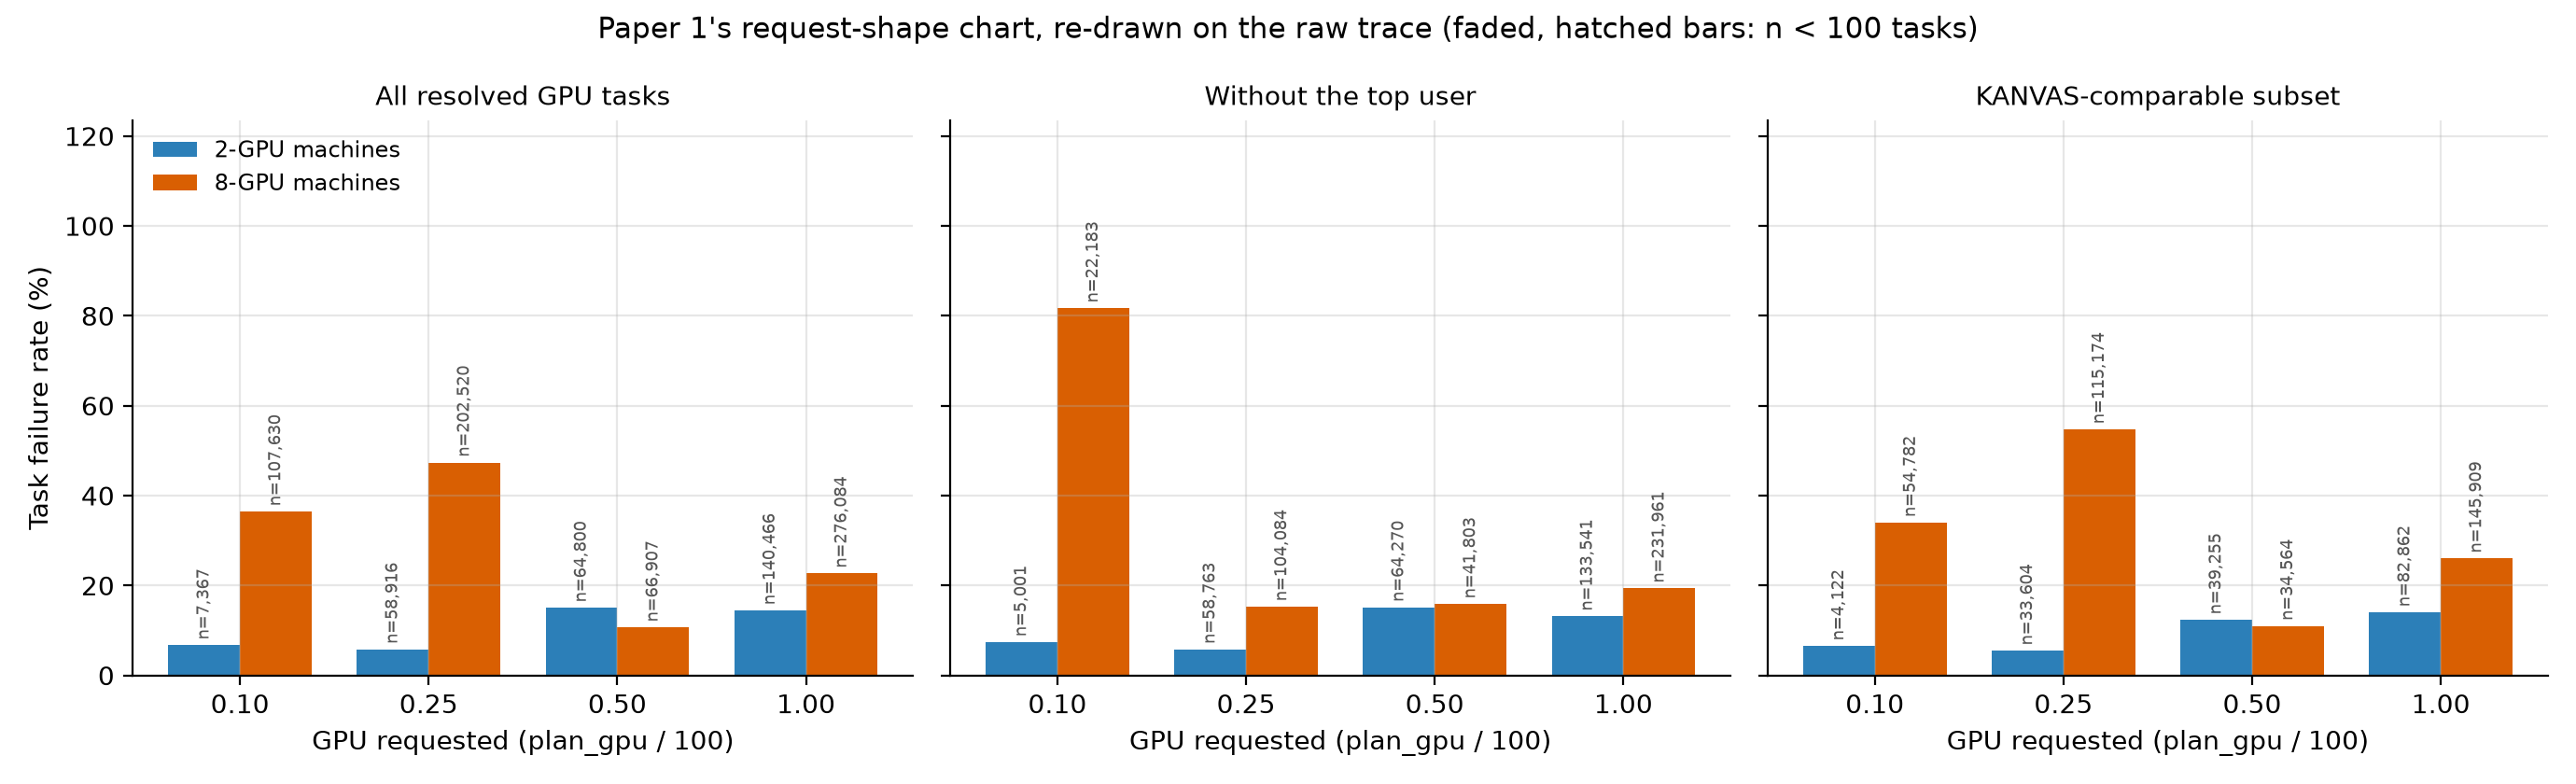 Paper 1's request-shape chart, re-drawn on the raw trace (faded, hatched bars: n < 100 tasks)
All resolved GPU tasks
Task failure rate (%)
120
100
80
60
40
20
0
2-GPU machines
8-GPU machines
n=7,367
n=107,630
n=58,916
n=202,520
n=64,800
n=66,907
n=140,466
n=276,084
0.10
0.25
0.50
1.00
GPU requested (plan_gpu / 100)
Without the top user
n=5,001
n=22,183
n=58,763
n=104,084
n=64,270
n=41,803
n=133,541
n=231,961
0.10
0.25
0.50
1.00
GPU requested (plan_gpu / 100)
KANVAS-comparable subset
n=4,122
n=54,782
n=33,604
n=115,174
n=39,255
n=34,564
n=82,862
n=145,909
0.10
0.25
0.50
1.00
GPU requested (plan_gpu / 100)